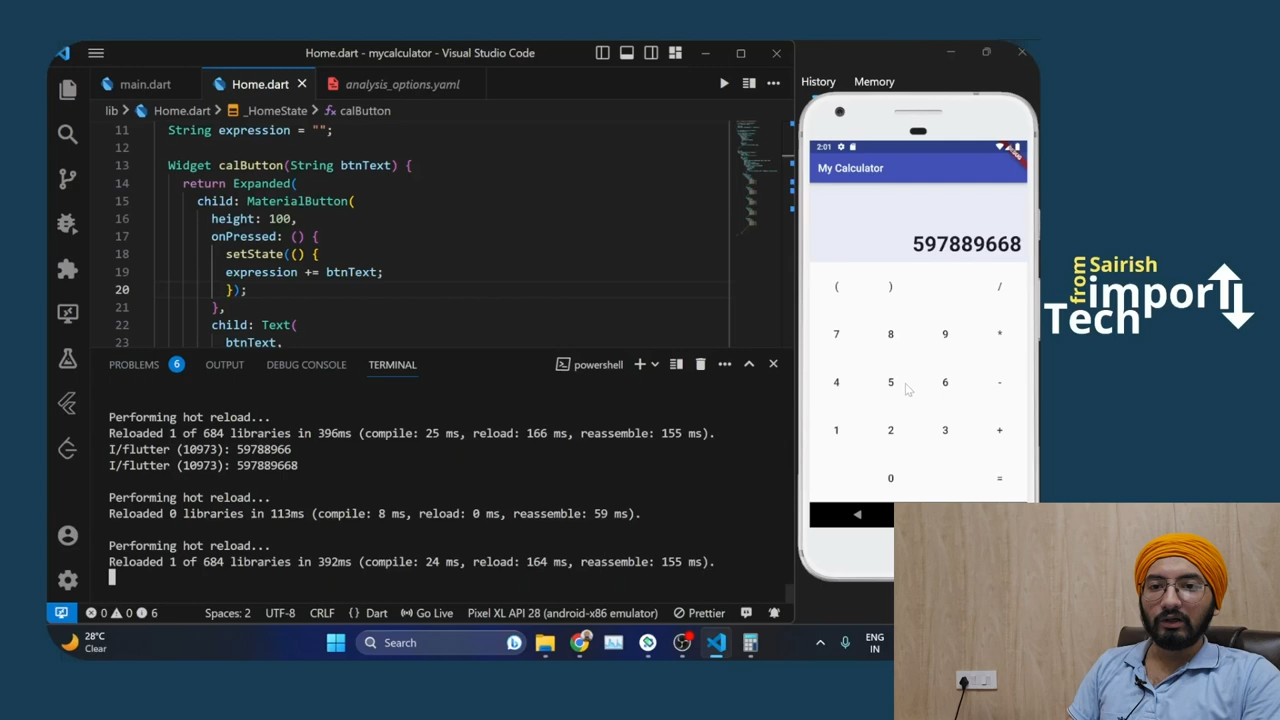 Home.dart - mycalculator - Visual Studio Code
main.dart
Home.dart
analysis_options.yaml
lib > Home.dart > _HomeState > calButton
11 String expression = "";
12
13 Widget calButton(String btnText) {
14 return Expanded(
15 child: MaterialButton(
16 height: 100,
17 onPressed: () {
18 setState(() {
19 expression += btnText;
20 });
21 },
22 child: Text(
23 btnText,
PROBLEMS 6 OUTPUT DEBUG CONSOLE TERMINAL powershell
Performing hot reload...
Reloaded 1 of 684 libraries in 396ms (compile: 25 ms, reload: 166 ms, reassemble: 155 ms).
I/flutter (10973): 59788966
I/flutter (10973): 597889668
Performing hot reload...
Reloaded 0 libraries in 113ms (compile: 8 ms, reload: 0 ms, reassemble: 59 ms).
Performing hot reload...
Reloaded 1 of 684 libraries in 392ms (compile: 24 ms, reload: 164 ms, reassemble: 155 ms).
0 0 6 Spaces: 2 UTF-8 CRLF {} Dart Go Live Pixel XL API 28 (android-x86 emulator) Prettier
28°C
Clear
Search
ENG
IN
History Memory
2:01
My Calculator
597889668
( ) /
7 8 9 *
4 5 6 -
1 2 3 +
0 =
from Sairish
import
Tech